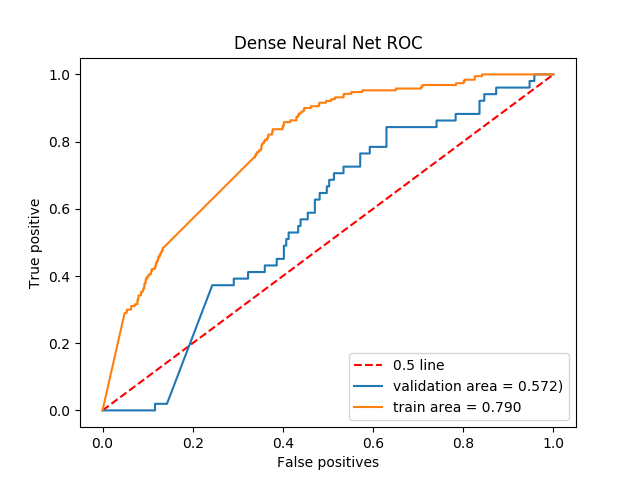 Dense Neural Net ROC
1.0
0.8
0.6
0.4
0.2
0.0
True positive
0.5 line
validation area = 0.572)
train area = 0.790
0.0 0.2 0.4 0.6 0.8 1.0
False positives